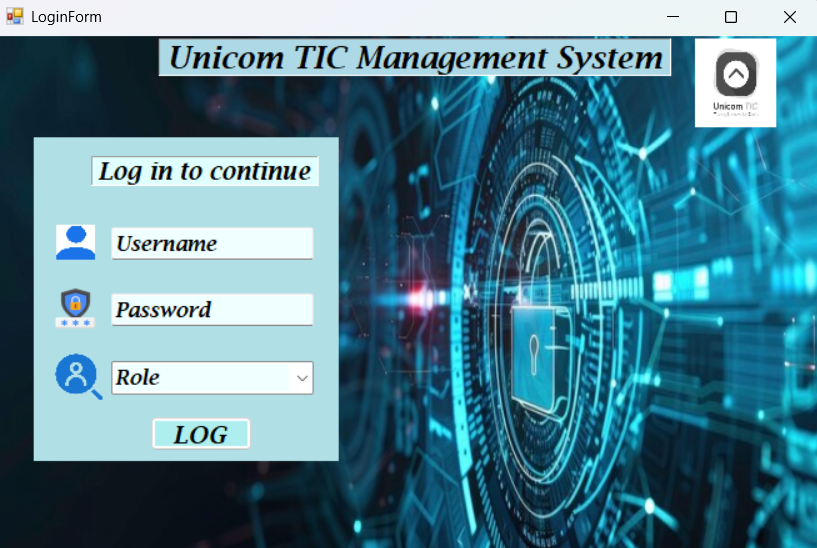 LoginForm
Unicom TIC Management System
Unicom TIC
Log in to continue
Username
Password
* * *
Role
LOG